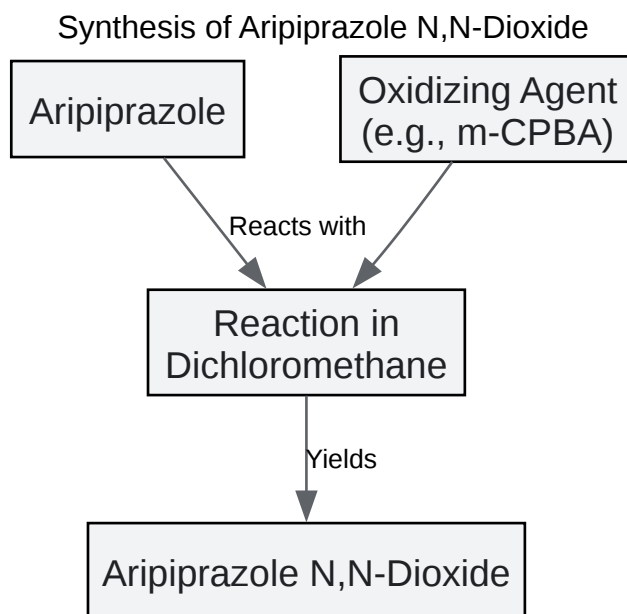 Synthesis of Aripiprazole N,N-Dioxide
Aripiprazole
Oxidizing Agent
(e.g., m-CPBA)
Reacts with
Reaction in
Dichloromethane
Yields
Aripiprazole N,N-Dioxide